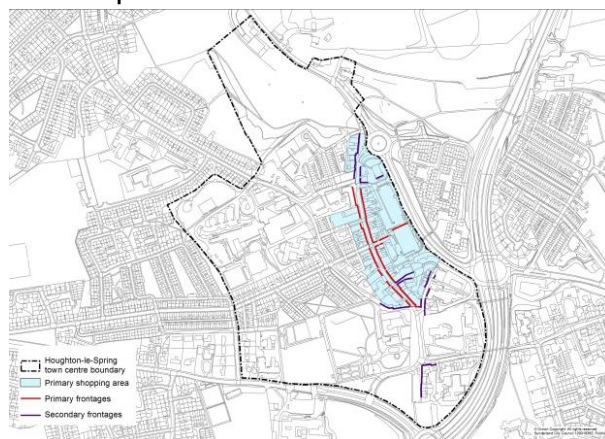 Houghton-le-Spring
town centre boundary
Primary shopping area
Primary frontages
Secondary frontages